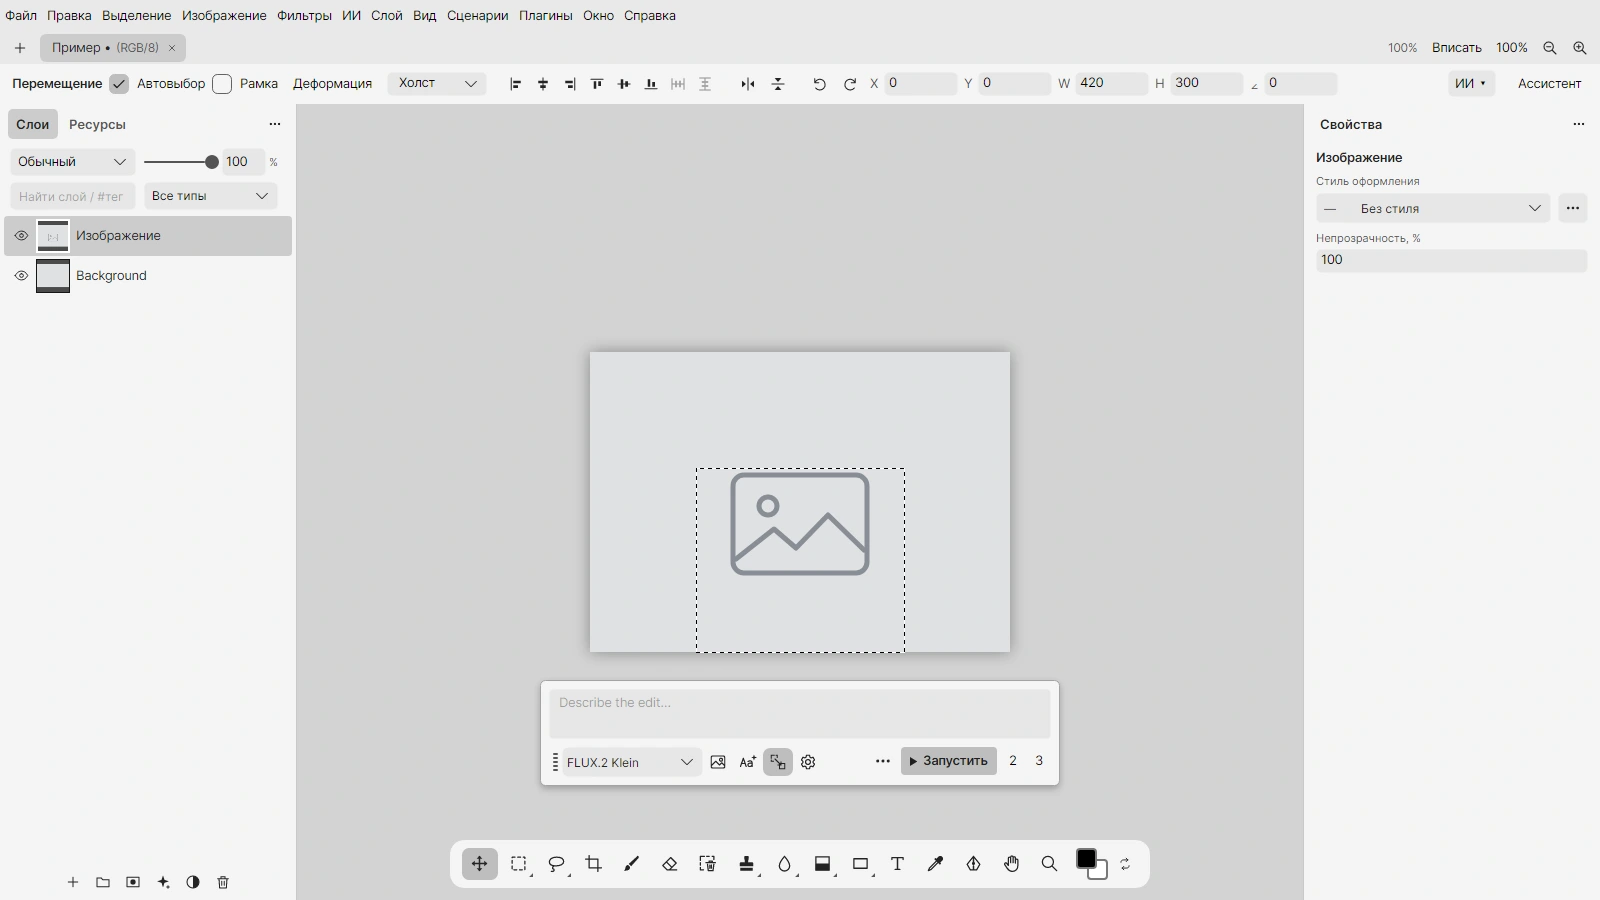 Файл Правка Выделение Изображение Фильтры ИИ Слой Вид Сценарии Плагины Окно Справка
Пример • (RGB/8) 100% Вписать 100%
Перемещение Автовыбор Рамка Деформация Холст X 0 Y 0 W 420 H 300 0 ИИ Ассистент
Слои Ресурсы
Свойства
Обычный 100 %
Изображение
Стиль оформления
Найти слой / #тег Все типы
Без стиля
Изображение
Непрозрачность, %
100
Background
Describe the edit...
FLUX.2 Klein Aa Запустить 2 3
T